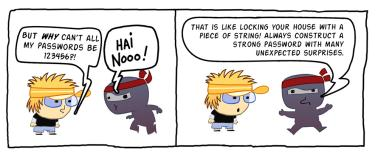 BUT WHY CAN'T ALL
MY PASSWORDS BE
123456?!
HAI
NOOO!
THAT IS LIKE LOCKING YOUR HOUSE WITH A
PIECE OF STRING! ALWAYS CONSTRUCT A
STRONG PASSWORD WITH MANY
UNEXPECTED SURPRISES.